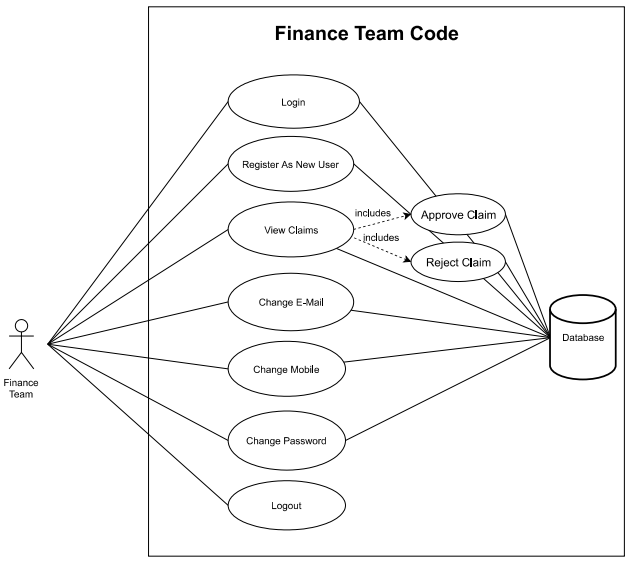 Finance Team Code
Login
Register As New User
includes
Approve Claim
View Claims
includes
Reject Claim
Change E-Mail
Database
Change Mobile
Finance
Team
Change Password
Logout